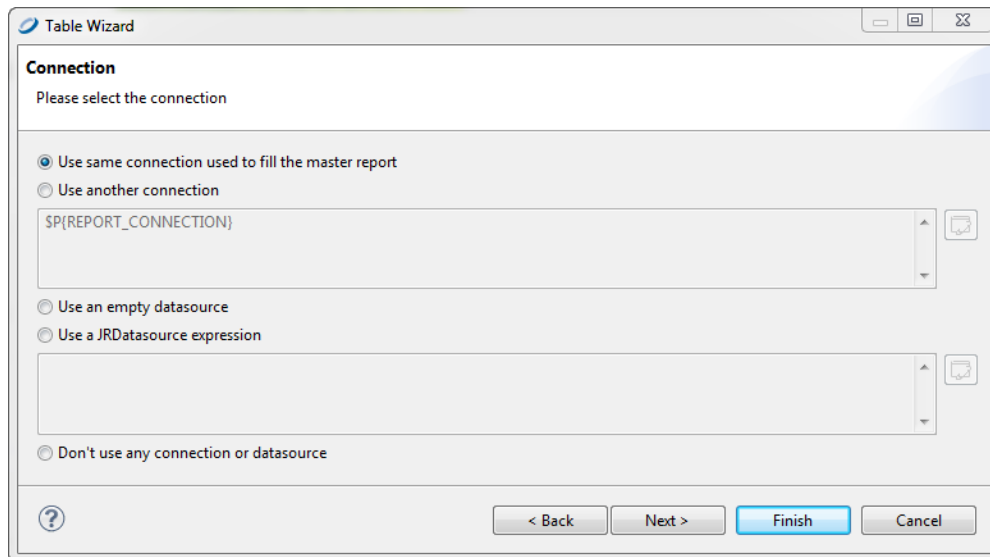 Table Wizard
Connection
Please select the connection
Use same connection used to fill the master report
Use another connection
$P{REPORT_CONNECTION}
Use an empty datasource
Use a JRDatasource expression
Don't use any connection or datasource
?
< Back
Next >
Finish
Cancel